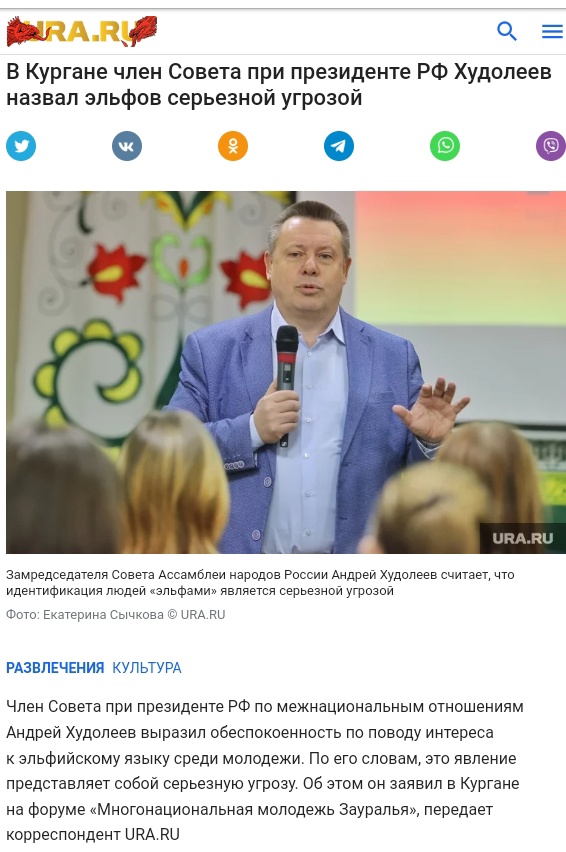 URA.RU
В Кургане член Совета при президенте РФ Худолеев
назвал эльфов серьезной угрозой
URA.RU
Замредседателя Совета Ассамблеи народов России Андрей Худолеев считает, что
идентификация людей «эльфами» является серьезной угрозой
Фото: Екатерина Сычкова © URA.RU
РАЗВЛЕЧЕНИЯ КУЛЬТУРА
Член Совета при президенте РФ по межнациональным отношениям
Андрей Худолеев выразил обеспокоенность по поводу интереса
к эльфийскому языку среди молодежи. По его словам, это явление
представляет собой серьезную угрозу. Об этом он заявил в Кургане
на форуме «Многонациональная молодежь Зауралья», передает
корреспондент URA.RU